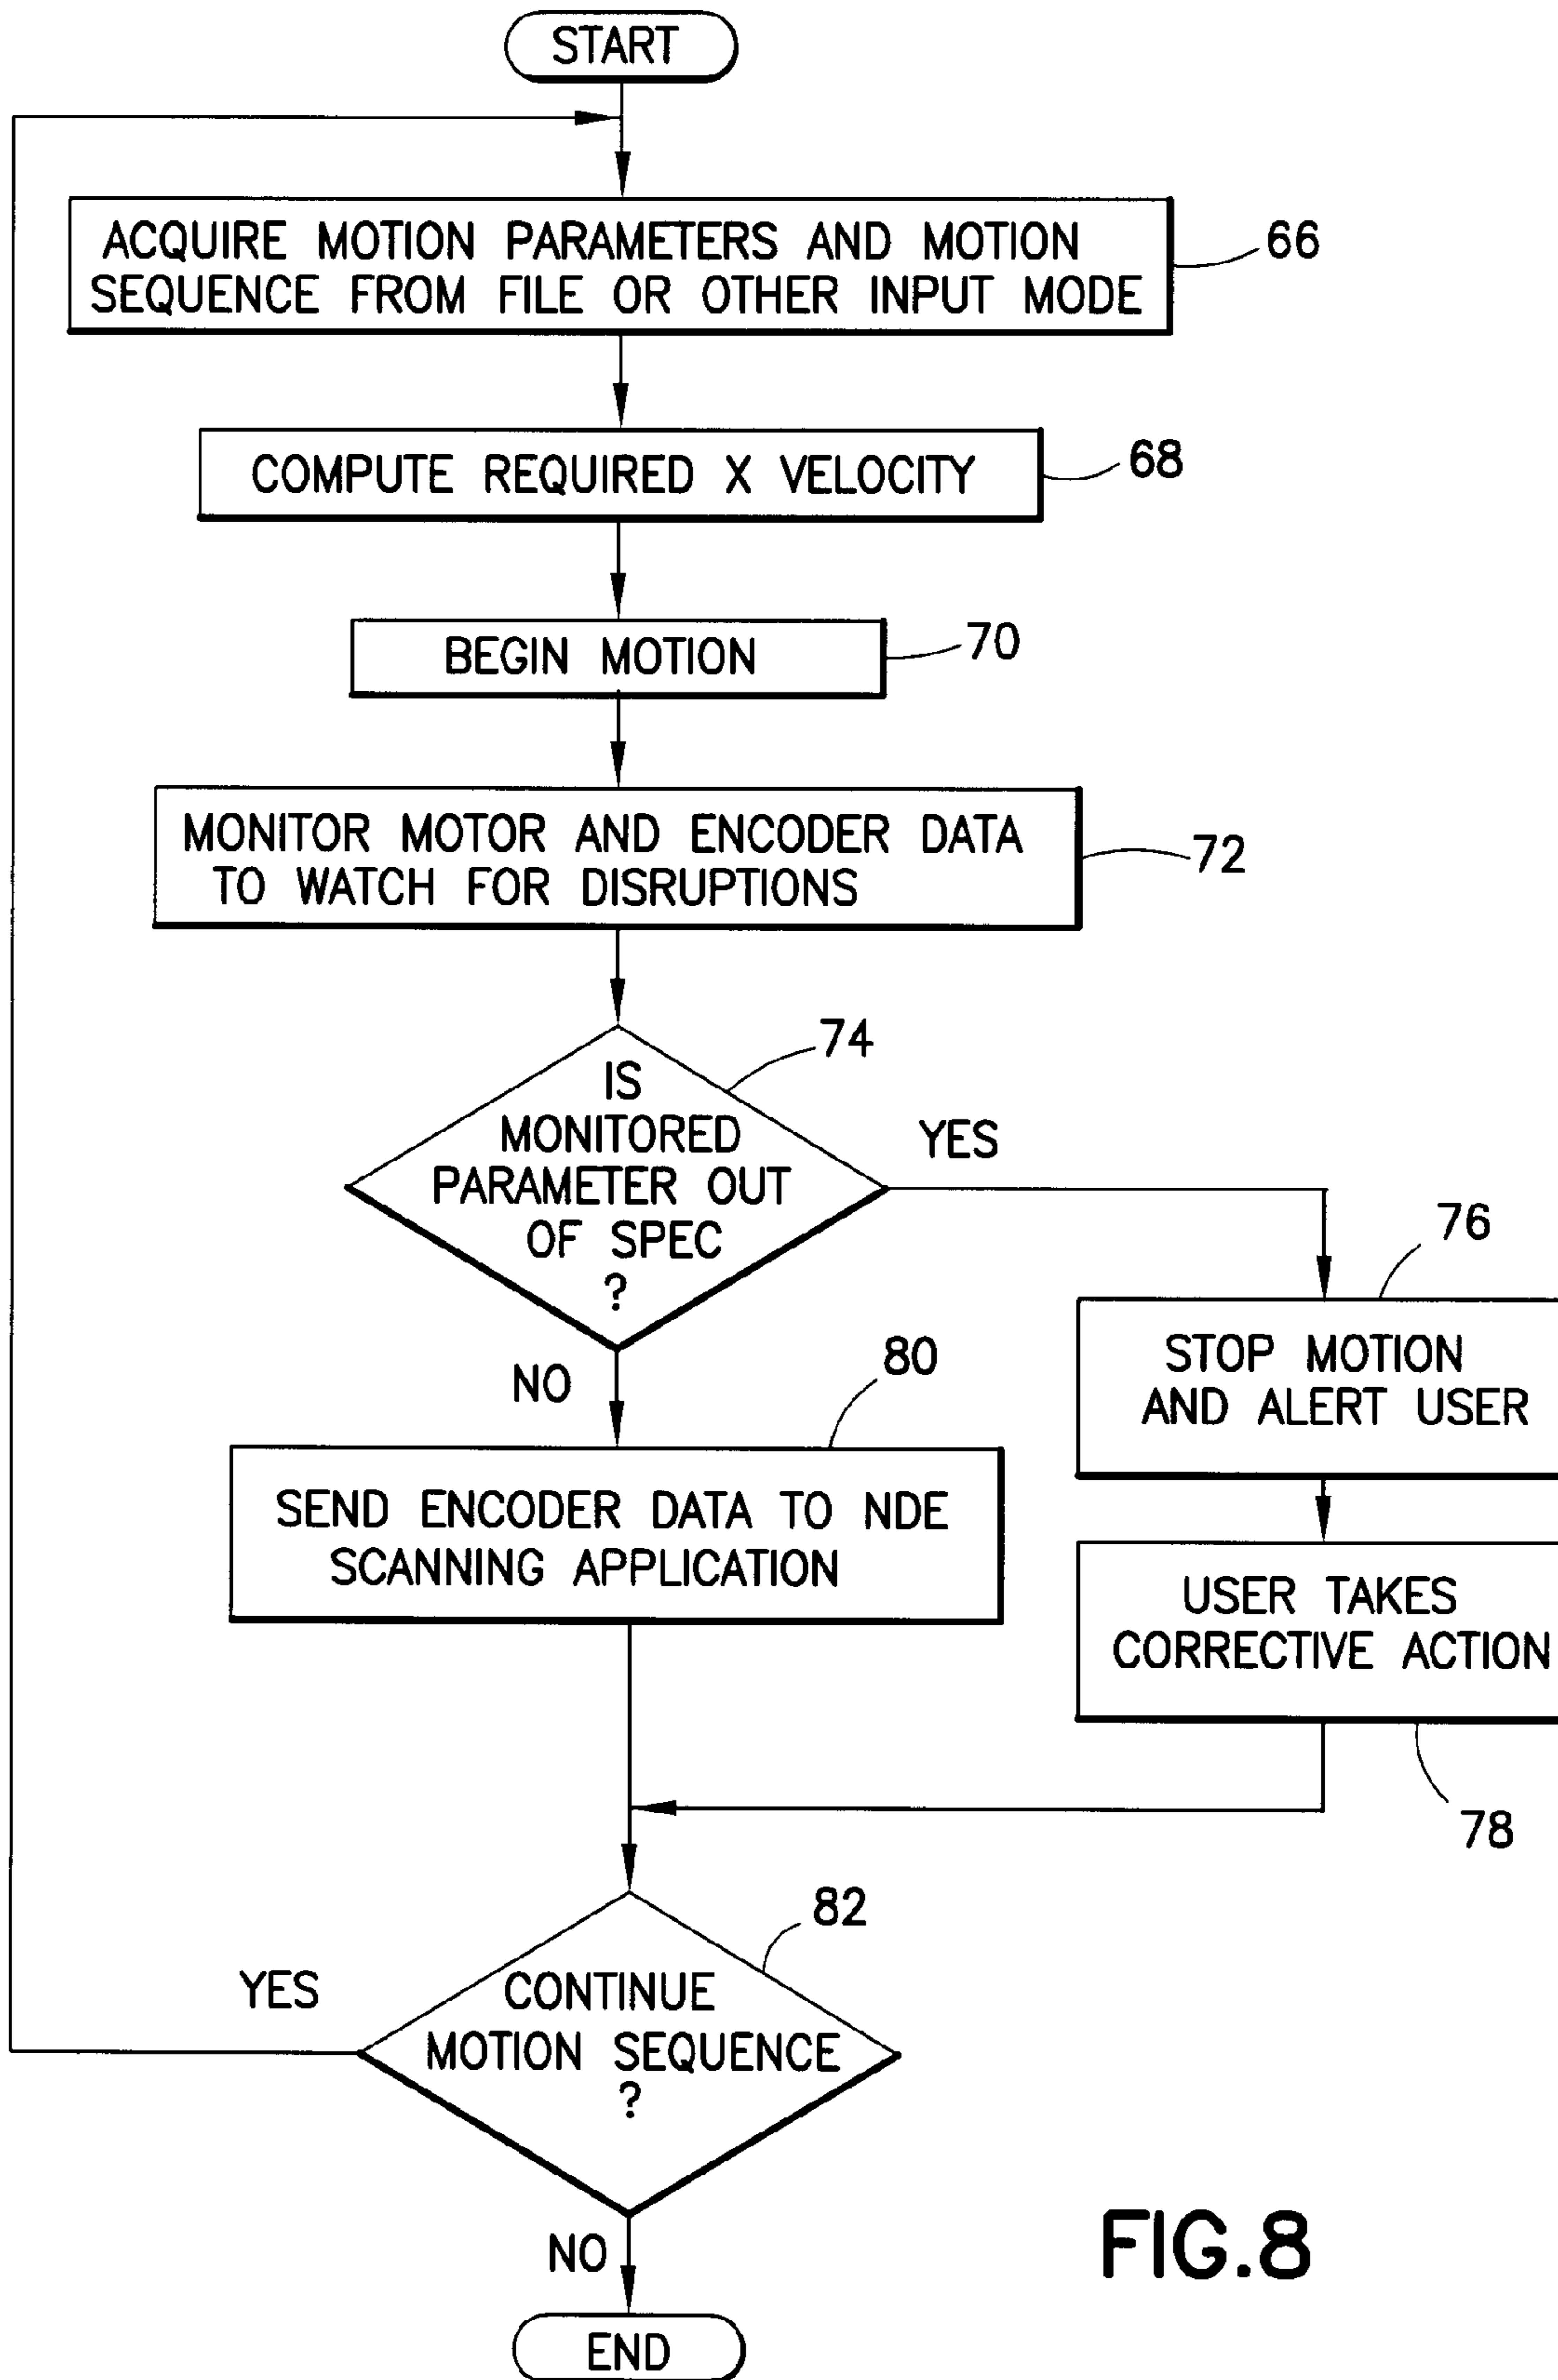 START
ACQUIRE MOTION PARAMETERS AND MOTION
SEQUENCE FROM FILE OR OTHER INPUT MODE
66
COMPUTE REQUIRED X VELOCITY
68
BEGIN MOTION
70
MONITOR MOTOR AND ENCODER DATA
TO WATCH FOR DISRUPTIONS
72
74
IS
MONITORED
PARAMETER OUT
OF SPEC
?
YES
76
STOP MOTION
AND ALERT USER
NO
80
SEND ENCODER DATA TO NDE
SCANNING APPLICATION
USER TAKES
CORRECTIVE ACTION
78
82
YES
CONTINUE
MOTION SEQUENCE
?
NO
END
FIG.8